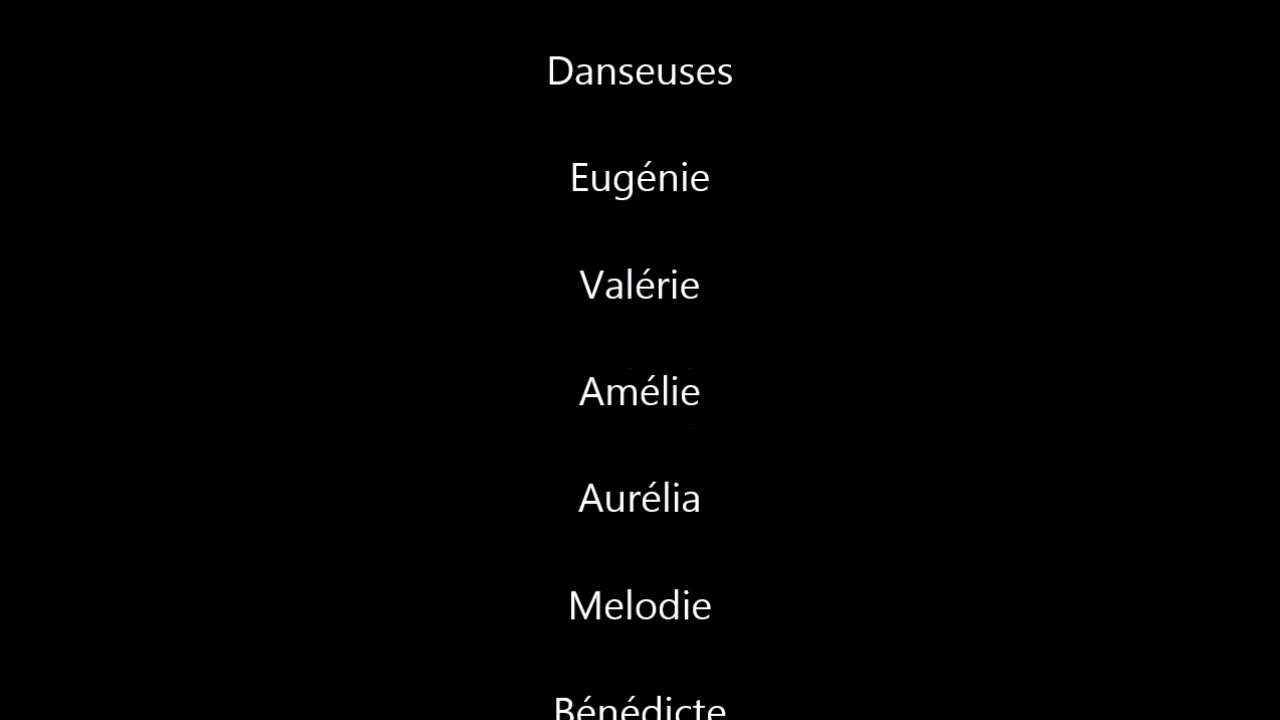 Danseuses
Eugénie
Valérie
Amélie
Aurélia
Melodie
Bénédicte